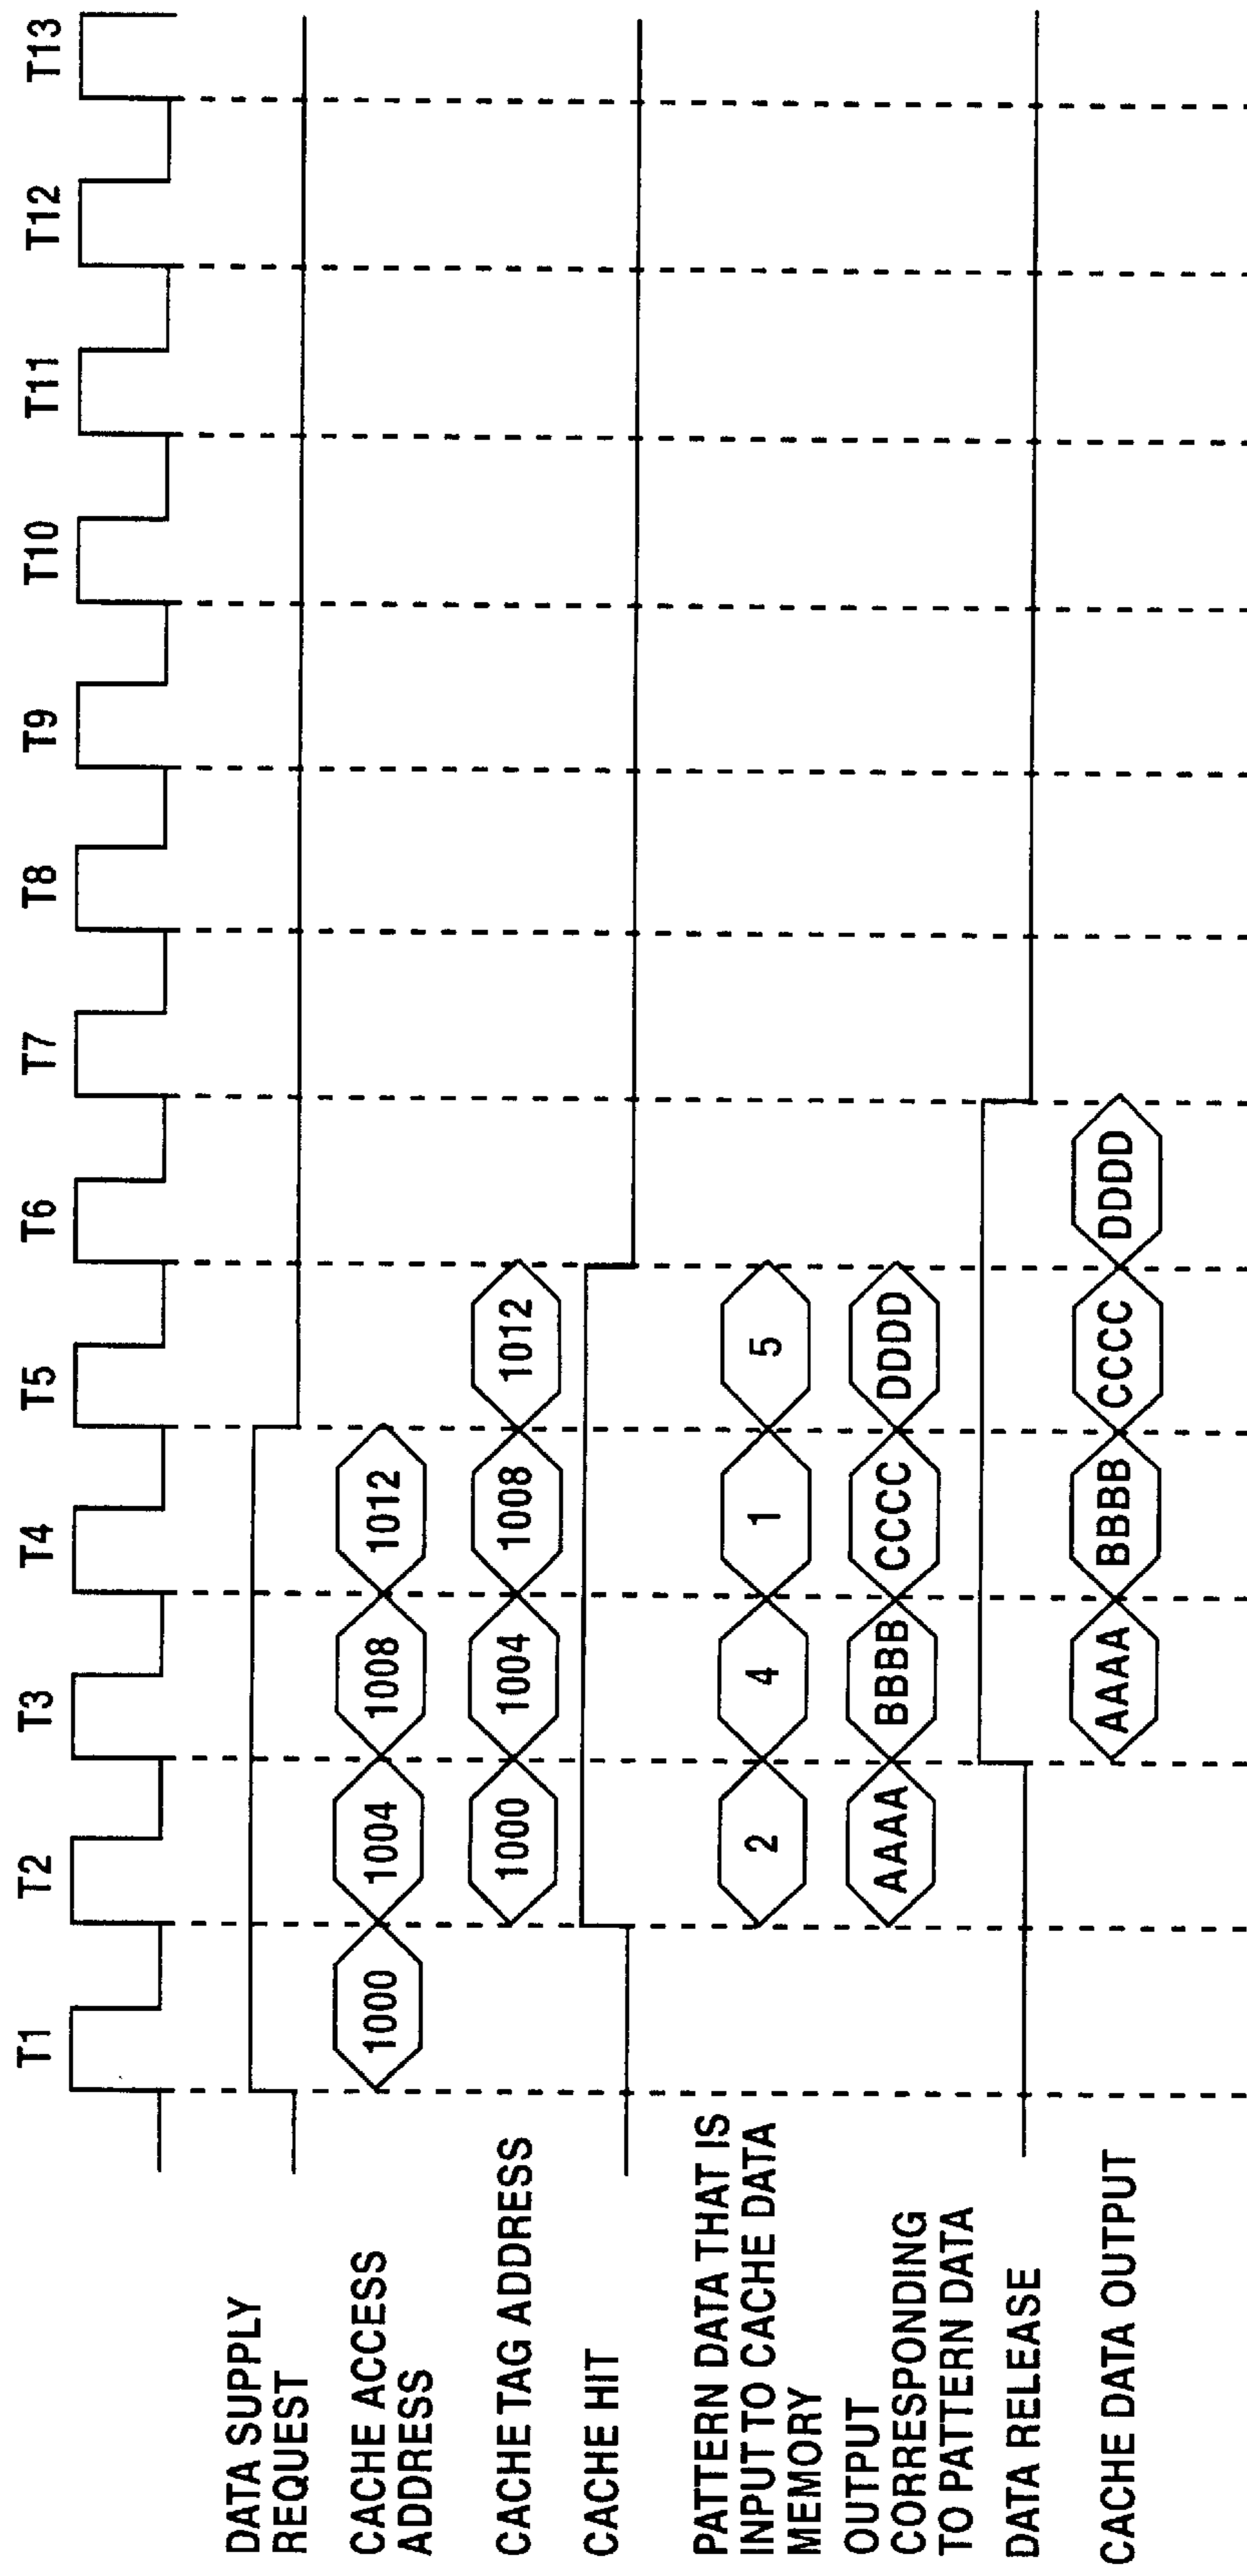 T1 T2 T3 T4 T5 T6 T7 T8 T9 T10 T11 T12 T13
DATA SUPPLY
REQUEST
CACHE ACCESS
ADDRESS
1000 1004 1008 1012
CACHE TAG ADDRESS
1000 1004 1008 1012
CACHE HIT
PATTERN DATA THAT IS
INPUT TO CACHE DATA
MEMORY
2 4 1 5
OUTPUT
CORRESPONDING
TO PATTERN DATA
AAAA BBBB CCCC DDDD
DATA RELEASE
CACHE DATA OUTPUT
AAAA BBBB CCCC DDDD